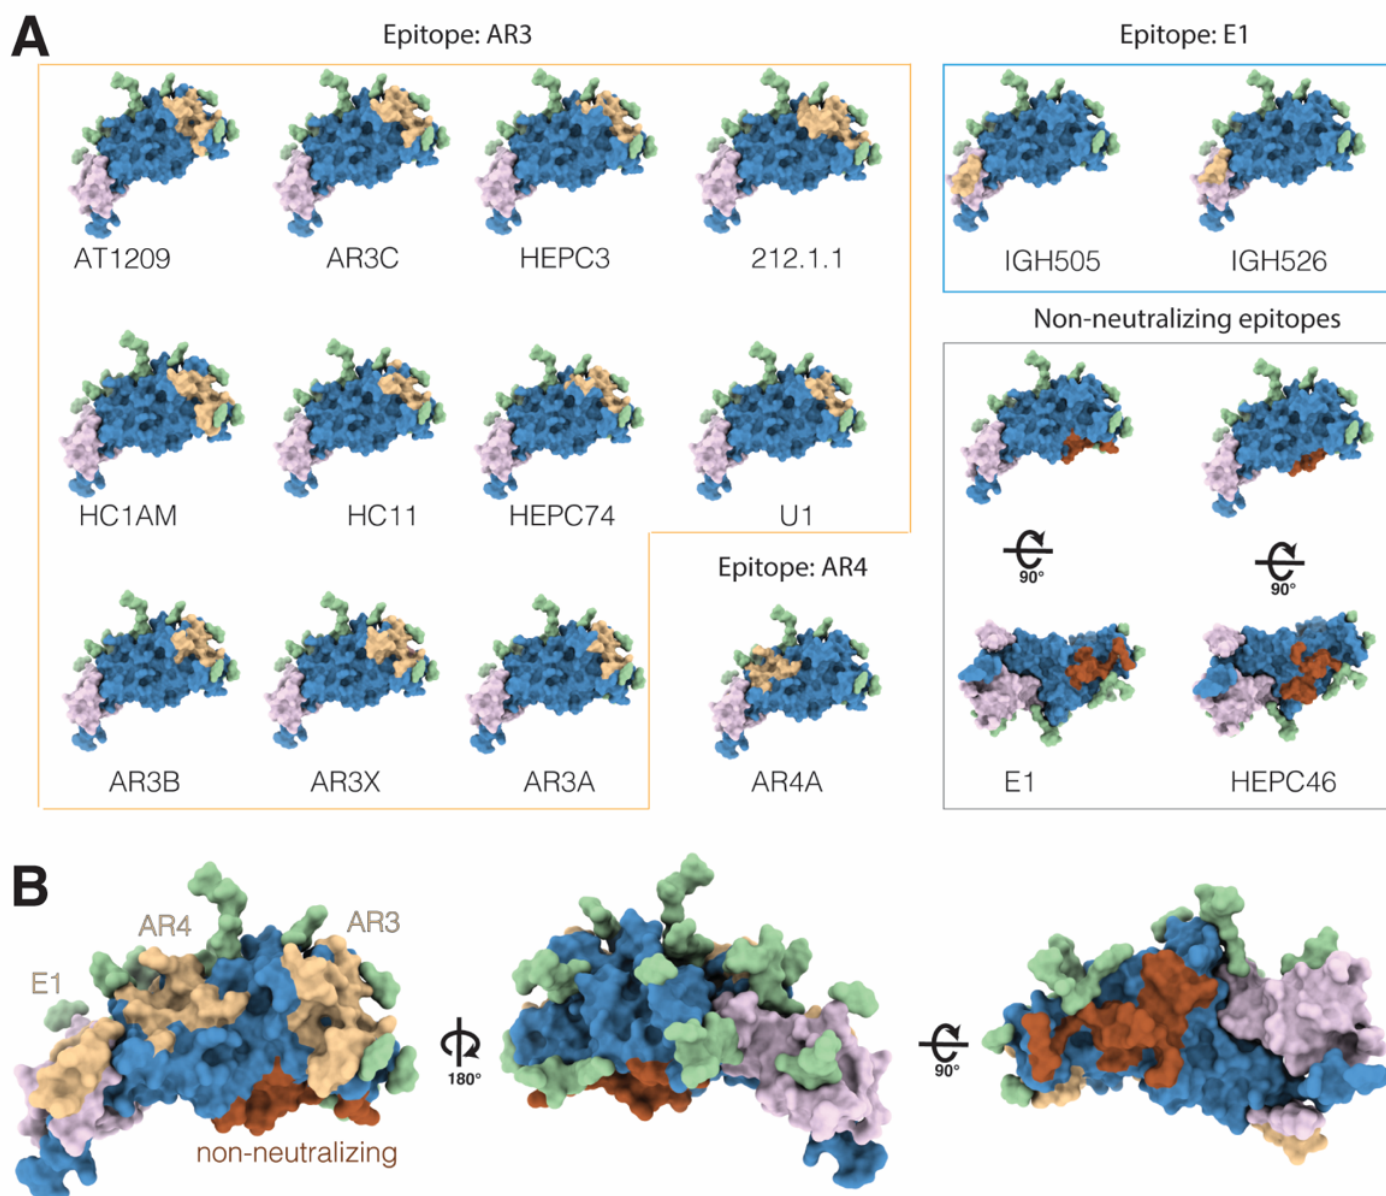 A
Epitope: AR3
Epitope: E1
AT1209
AR3C
HEPC3
212.1.1
IGH505
IGH526
Non-neutralizing epitopes
HC1AM
HC11
HEPC74
U1
90°
90°
Epitope: AR4
AR3B
AR3X
AR3A
AR4A
E1
HEPC46
B
AR4
AR3
E1
180°
90°
non-neutralizing